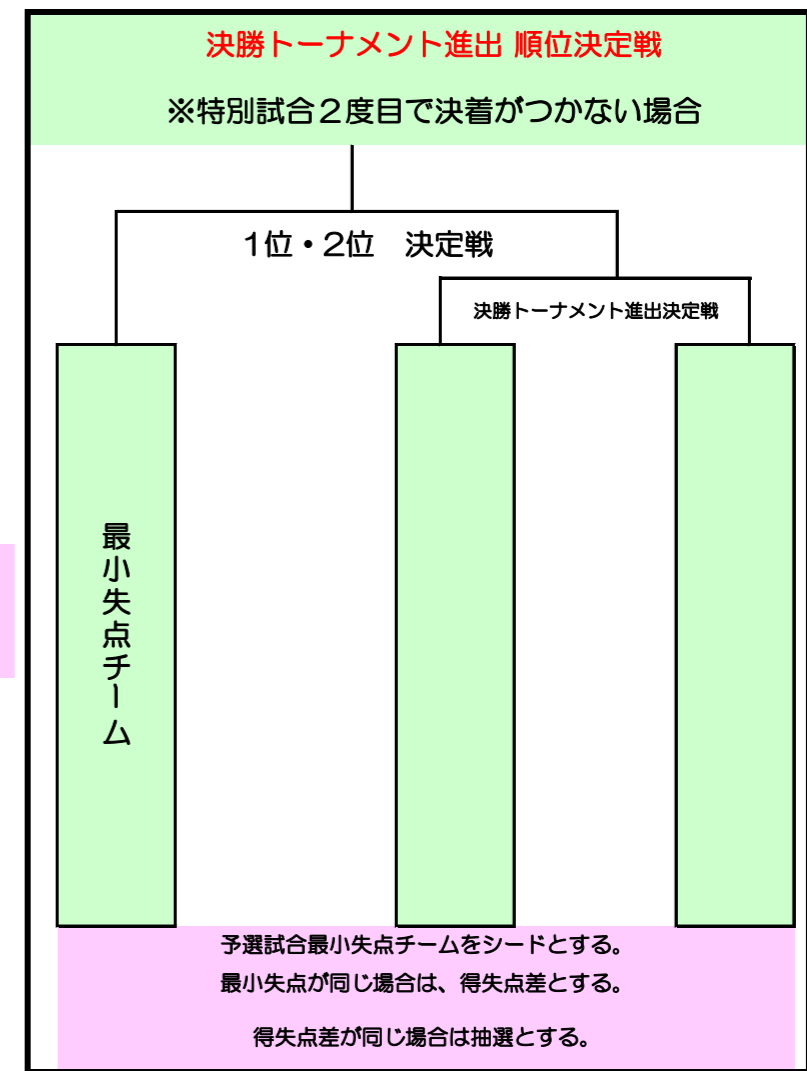 決勝トーナメント進出 順位決定戦
※特別試合２度目で決着がつかない場合
1位・2位　決定戦
決勝トーナメント進出決定戦
最小失点チーム
予選試合最小失点チームをシードとする。
最小失点が同じ場合は、得失点差とする。
得失点差が同じ場合は抽選とする。